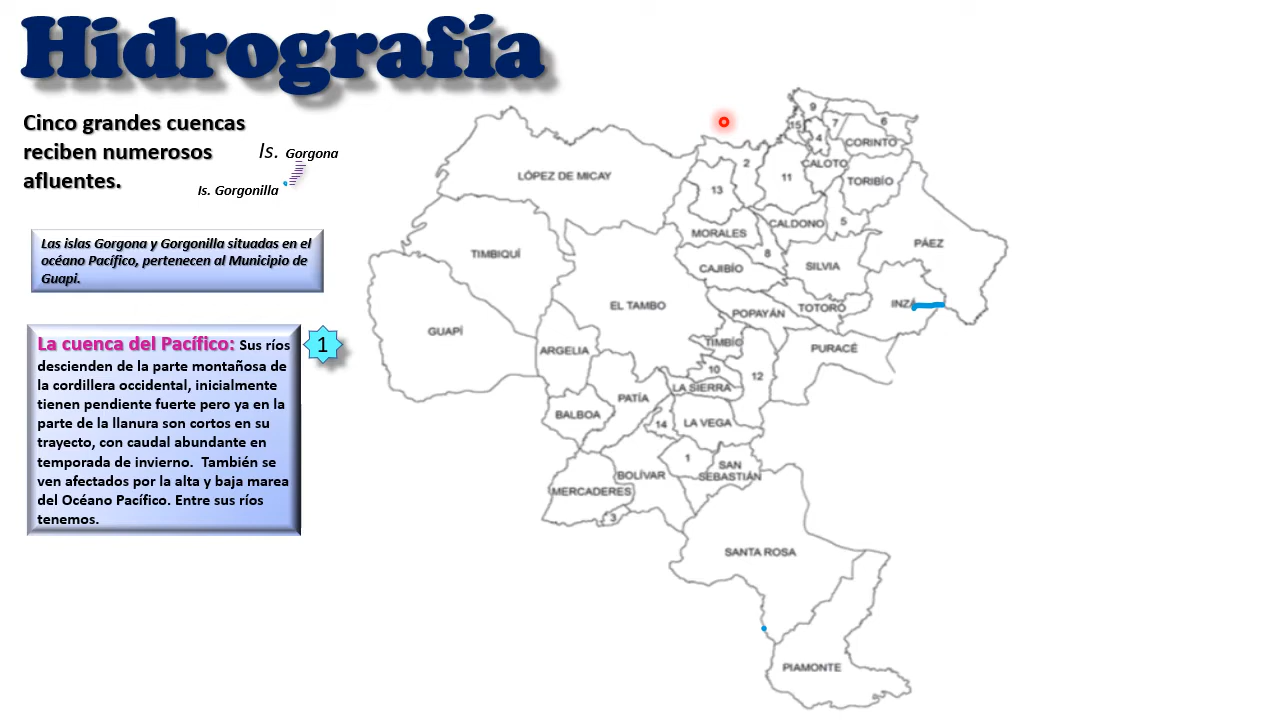 Hidrografía
Cinco grandes cuencas
reciben numerosos
afluentes.
Is. Gorgona
Is. Gorgonilla
Las islas Gorgona y Gorgonilla situadas en el
océano Pacífico, pertenecen al Municipio de
Guapi.
La cuenca del Pacífico: Sus ríos
descienden de la parte montañosa de
la cordillera occidental, inicialmente
tienen pendiente fuerte pero ya en la
parte de la llanura son cortos en su
trayecto, con caudal abundante en
temporada de invierno. También se
ven afectados por la alta y baja marea
del Océano Pacífico. Entre sus ríos
tenemos.
1
9
15
7
6
4
CORINTO
2
CALOTO
LÓPEZ DE MICAY
13
11
TORIBÍO
MORALES
CALDONO
5
TIMBIQUÍ
8
PÁEZ
CAJIBÍO
SILVIA
EL TAMBO
POPAYÁN
TOTORÓ
INZÁ
GUAPÍ
ARGELIA
TIMBÍO
PURACÉ
10
12
LA SIERRA
PATÍA
BALBOA
14
LA VEGA
1
SAN
SEBASTIÁN
BOLÍVAR
MERCADERES
3
SANTA ROSA
PIAMONTE